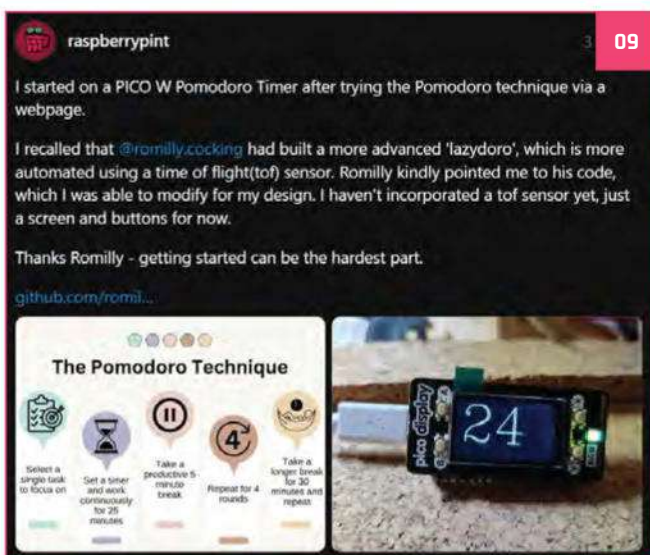 raspberrypint
3
09
I started on a PICO W Pomodoro Timer after trying the Pomodoro technique via a
webpage.
I recalled that @romilly.cocking had built a more advanced 'lazydoro', which is more
automated using a time of flight(tof) sensor. Romilly kindly pointed me to his code,
which I was able to modify for my design. I haven't incorporated a tof sensor yet, just
a screen and buttons for now.
Thanks Romilly - getting started can be the hardest part.
github.com/romil...
The Pomodoro Technique
4
Select a
single task
to focus on
Set a timer
and work
continuously
for 25
minutes
Take a
productive 5
minute
break
Repeat for 4
rounds
Take a
longer break
for 30
minutes and
repeat
pico display
24